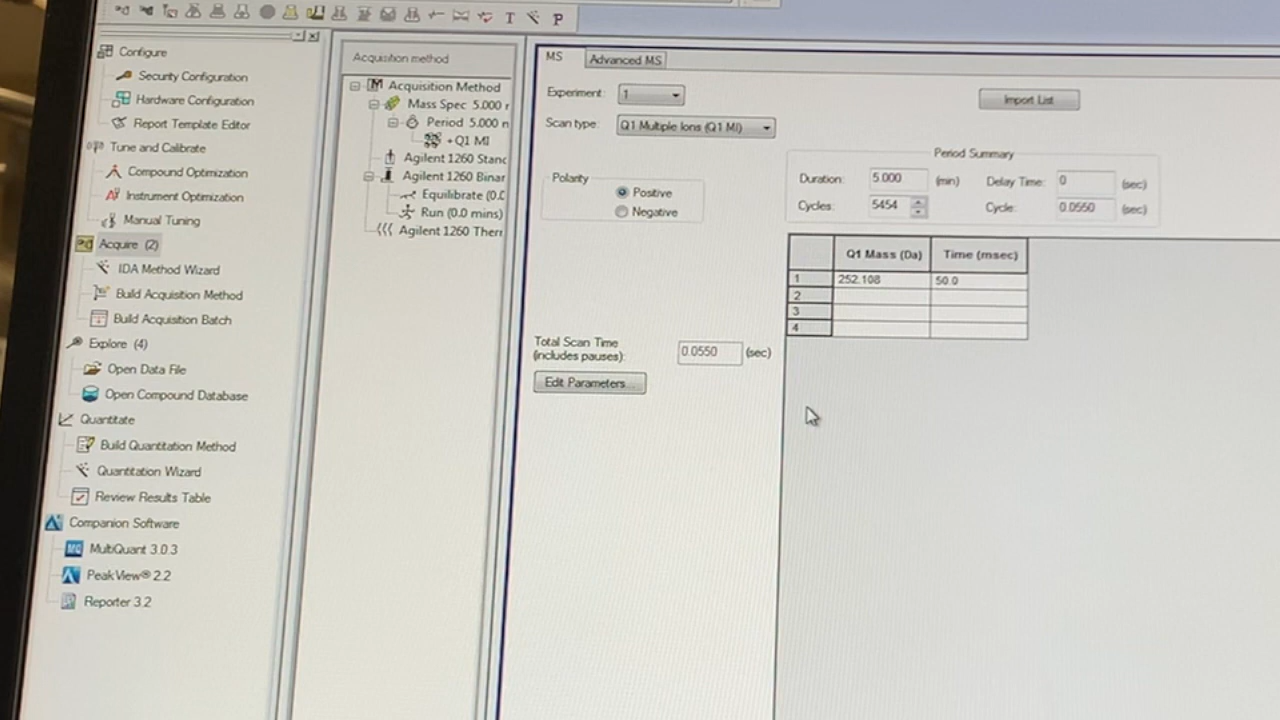 T P
Configure
Security Configuration
Hardware Configuration
Report Template Editor
Tune and Calibrate
Compound Optimization
Instrument Optimization
Manual Tuning
Acquire (2)
IDA Method Wizard
Build Acquisition Method
Build Acquisition Batch
Explore (4)
Open Data File
Open Compound Database
Quantitate
Build Quantitation Method
Quantitation Wizard
Review Results Table
Companion Software
MQ MultiQuant 3.0.3
PeakView® 2.2
Reporter 3.2
Acquisition method
Acquisition Method
Mass Spec 5.000
Period 5.000
+Q1 MI
Agilent 1260 Stanc
Agilent 1260 Binar
Equilibrate (0.0
Run (0.0 mins)
Agilent 1260 Therr
MS Advanced MS
Experiment: 1
Import List
Scan type: Q1 Multiple Ions (Q1 MI)
Polarity
Positive
Negative
Period Summary
Duration: 5.000 (min) Delay Time: 0 (sec)
Cycles: 5454 Cycle: 0.0550 (sec)
Q1 Mass (Da) Time (msec)
1 252.108 50.0
2
3
4
Total Scan Time
(includes pauses): 0.0550 (sec)
Edit Parameters...